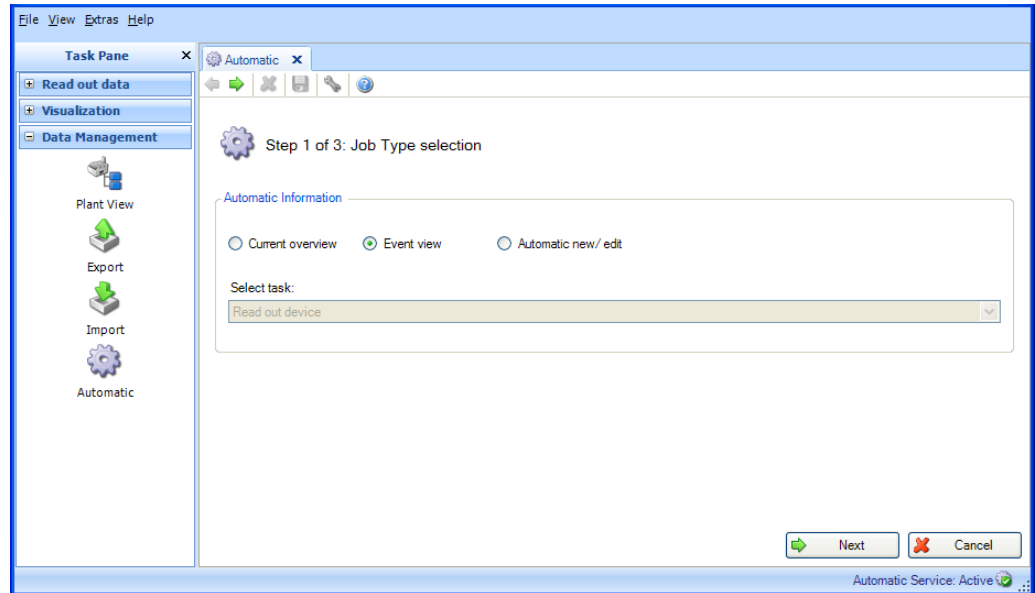 File View Extras Help
Task Pane
Automatic
Read out data
Visualization
Data Management
Plant View
Export
Import
Automatic
Step 1 of 3: Job Type selection
Automatic Information
Current overview Event view Automatic new/ edit
Select task:
Read out device
Next Cancel
Automatic Service: Active